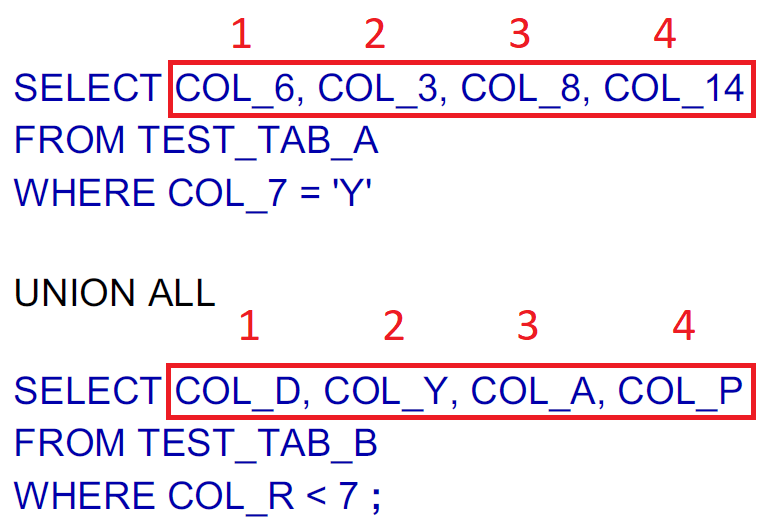 1 2 3 4
SELECT COL_6, COL_3, COL_8, COL_14
FROM TEST_TAB_A
WHERE COL_7 = 'Y'
UNION ALL
1 2 3 4
SELECT COL_D, COL_Y, COL_A, COL_P
FROM TEST_TAB_B
WHERE COL_R < 7 ;